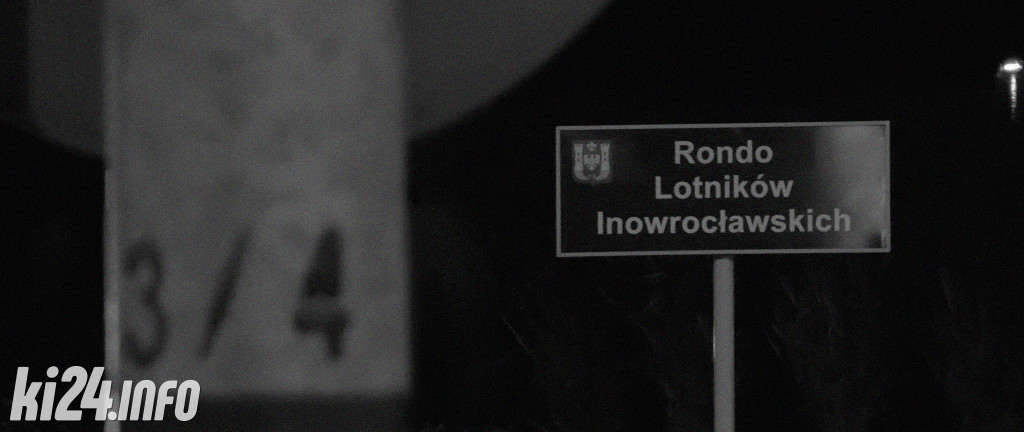 Rondo
Lotników
Inowrocławskich
3/4
ki24.INFO